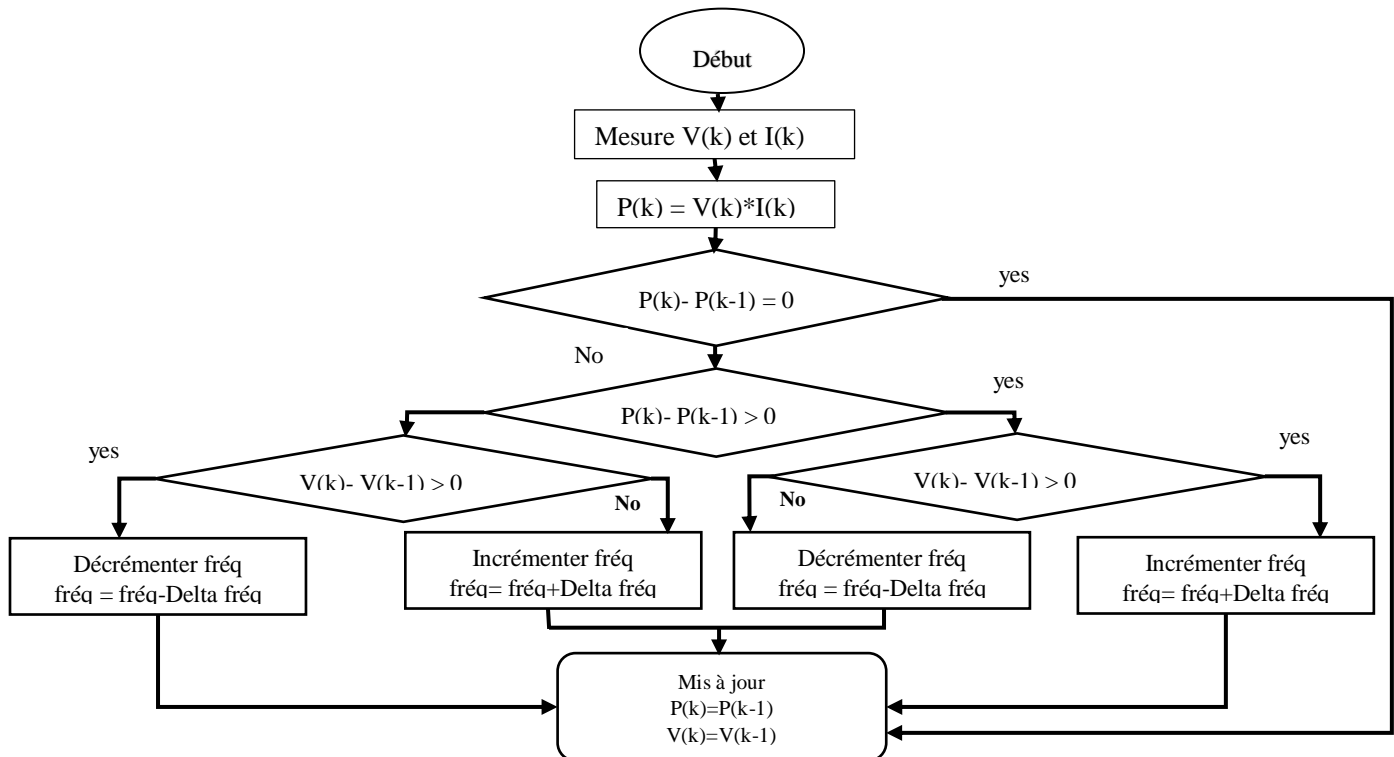 Début
Mesure V(k) et I(k)
P(k) = V(k)*I(k)
P(k)- P(k-1) = 0
yes
No
P(k)- P(k-1) > 0
yes
yes
V(k)- V(k-1) > 0
No
No
V(k)- V(k-1) > 0
yes
Décrémenter fréq
fréq = fréq-Delta fréq
Incrémenter fréq
fréq= fréq+Delta fréq
Décrémenter fréq
fréq = fréq-Delta fréq
Incrémenter fréq
fréq= fréq+Delta fréq
Mis à jour
P(k)=P(k-1)
V(k)=V(k-1)